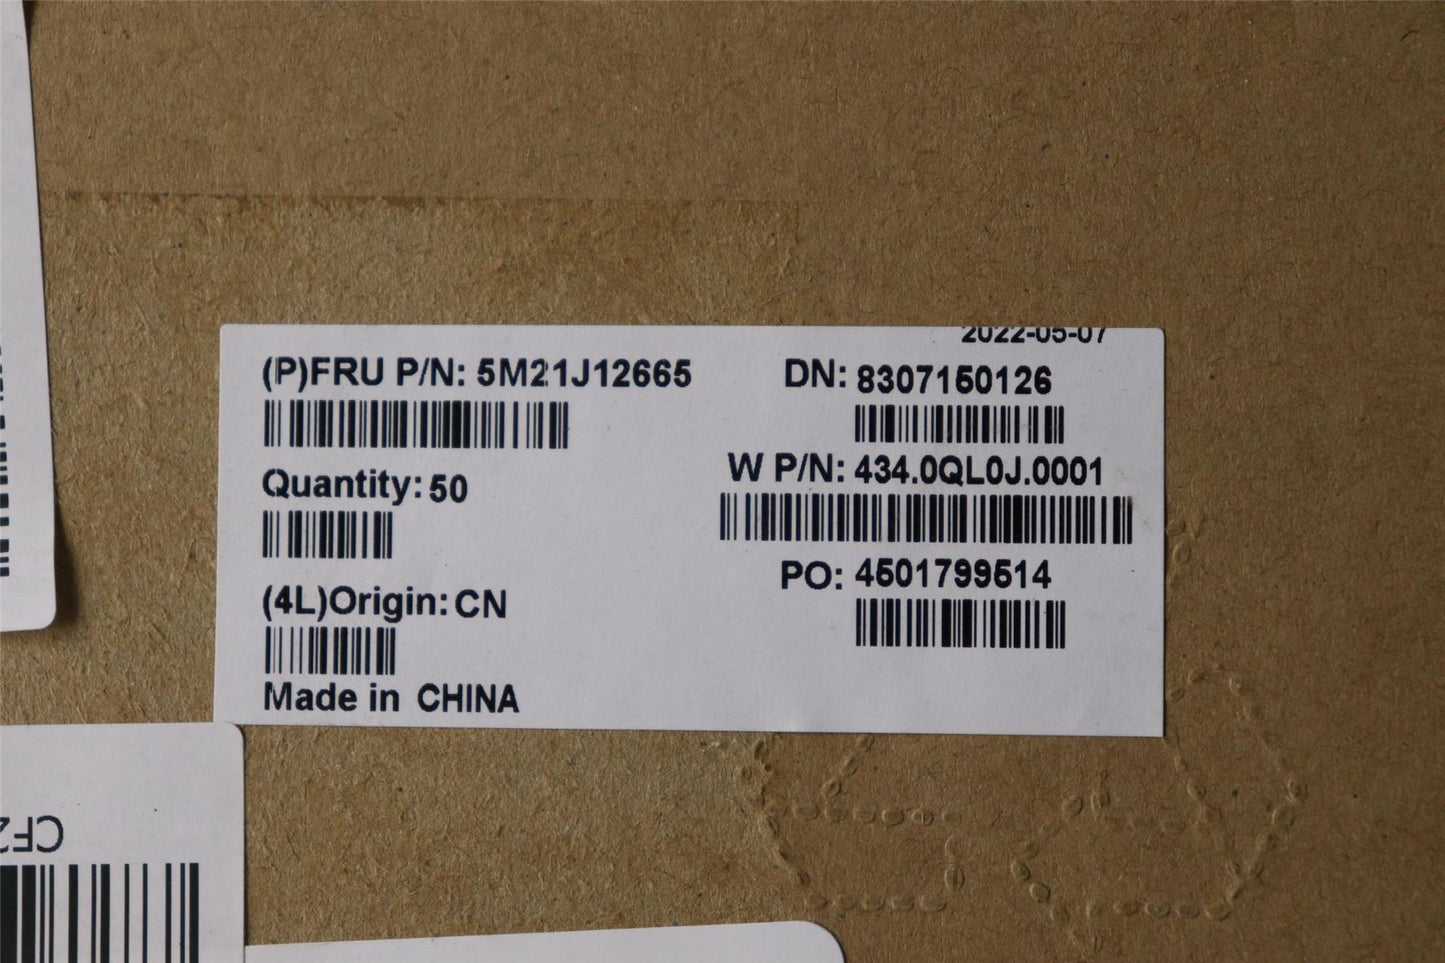 2022-05-07
(P)FRU P/N: 5M21J12665
DN: 8307150126
W P/N: 434.0QL0J.0001
Quantity: 50
PO: 4501799514
(4L)Origin: CN
Made in CHINA